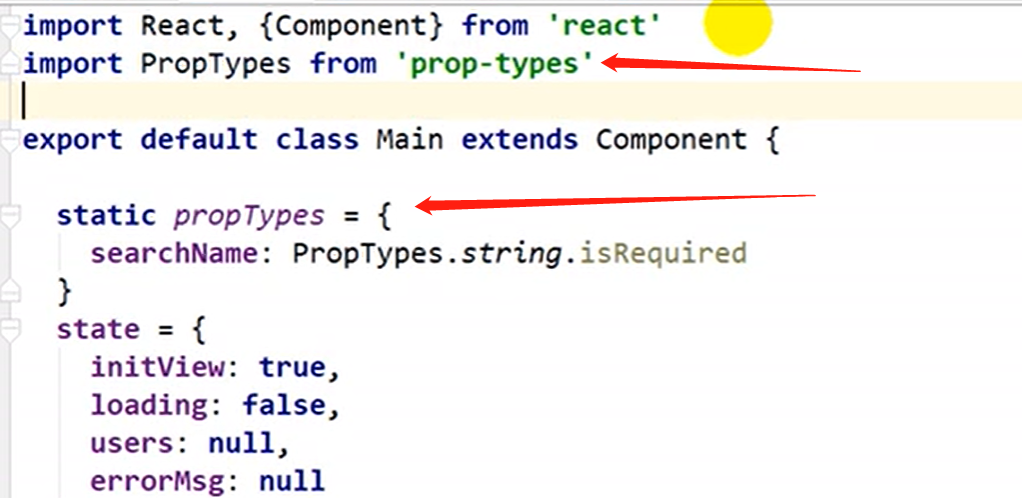 import React, {Component} from 'react'
import PropTypes from 'prop-types'
export default class Main extends Component {
static propTypes = {
searchName: PropTypes.string.isRequired
}
state = {
initView: true,
loading: false,
users: null,
errorMsg: null